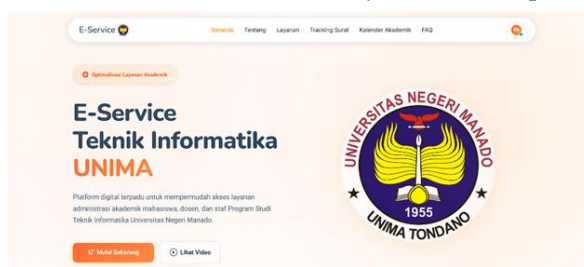 E-Service
Beranda Tentang Layanan Tracking Surat Kalender Akademik FAQ
Optimalisasi Layanan Akademik
E-Service
Teknik Informatika
UNIMA
Platform digital terpadu untuk mempermudah akses layanan
administrasi akademik mahasiswa, dosen, dan staf Program Studi
Teknik Informatika Universitas Negeri Manado.
Mulai Sekarang
Lihat Video
UNIVERSITAS NEGERI MANADO
1955
UNIMA TONDANO